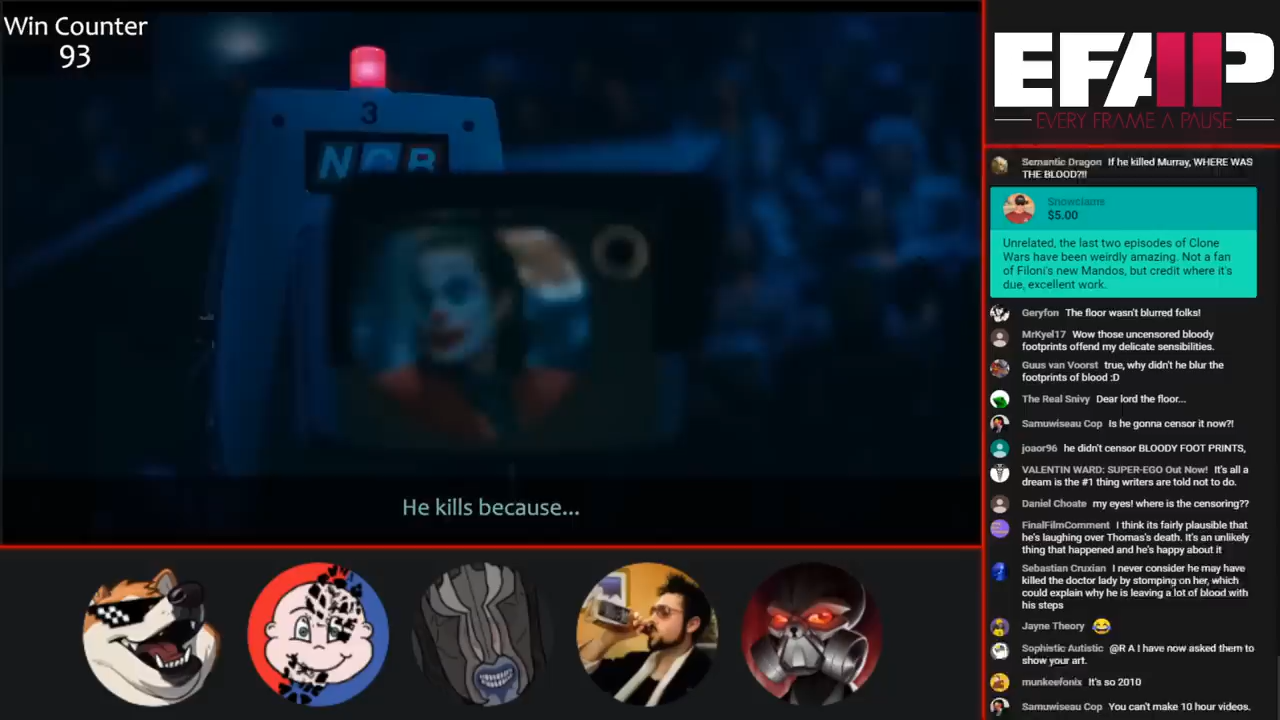 Win Counter
93
3
NCB
He kills because...
EFAP
EVERY FRAME A PAUSE
Semantic Dragon If he killed Murray, WHERE WAS
THE BLOOD?!!
Snowclams
$5.00
Unrelated, the last two episodes of Clone
Wars have been weirdly amazing. Not a fan
of Filoni's new Mandos, but credit where it's
due, excellent work.
Geryfon The floor wasn't blurred folks!
MrKyel17 Wow those uncensored bloody
footprints offend my delicate sensibilities.
Guus van Voorst true, why didn't he blur the
footprints of blood :D
The Real Snivy Dear lord the floor...
Samuwiseau Cop Is he gonna censor it now?!
joaor96 he didn't censor BLOODY FOOT PRINTS,
VALENTIN WARD: SUPER-EGO Out Now! It's all a
dream is the #1 thing writers are told not to do.
Daniel Choate my eyes! where is the censoring??
FinalFilmComment I think its fairly plausible that
he's laughing over Thomas's death. It's an unlikely
thing that happened and he's happy about it
Sebastian Cruxian I never consider he may have
killed the doctor lady by stomping on her, which
could explain why he is leaving a lot of blood with
his steps
Jayne Theory 😂
Sophistic Autistic @R A I have now asked them to
show your art.
munkeefonix It's so 2010
Samuwiseau Cop You can't make 10 hour videos.